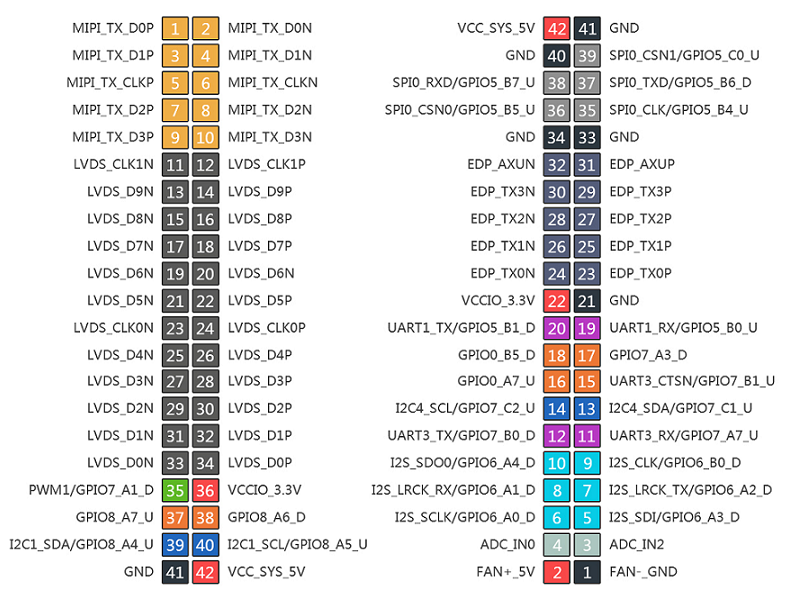 MIPI_TX_D0P 1 2 MIPI_TX_D0N
MIPI_TX_D1P 3 4 MIPI_TX_D1N
MIPI_TX_CLKP 5 6 MIPI_TX_CLKN
MIPI_TX_D2P 7 8 MIPI_TX_D2N
MIPI_TX_D3P 9 10 MIPI_TX_D3N
LVDS_CLK1N 11 12 LVDS_CLK1P
LVDS_D9N 13 14 LVDS_D9P
LVDS_D8N 15 16 LVDS_D8P
LVDS_D7N 17 18 LVDS_D7P
LVDS_D6N 19 20 LVDS_D6N
LVDS_D5N 21 22 LVDS_D5P
LVDS_CLK0N 23 24 LVDS_CLK0P
LVDS_D4N 25 26 LVDS_D4P
LVDS_D3N 27 28 LVDS_D3P
LVDS_D2N 29 30 LVDS_D2P
LVDS_D1N 31 32 LVDS_D1P
LVDS_D0N 33 34 LVDS_D0P
PWM1/GPIO7_A1_D 35 36 VCCIO_3.3V
GPIO8_A7_U 37 38 GPIO8_A6_D
I2C1_SDA/GPIO8_A4_U 39 40 I2C1_SCL/GPIO8_A5_U
GND 41 42 VCC_SYS_5V
VCC_SYS_5V 42 41 GND
GND 40 39 SPI0_CSN1/GPIO5_C0_U
SPI0_RXD/GPIO5_B7_U 38 37 SPI0_TXD/GPIO5_B6_D
SPI0_CSN0/GPIO5_B5_U 36 35 SPI0_CLK/GPIO5_B4_U
GND 34 33 GND
EDP_AXUN 32 31 EDP_AXUP
EDP_TX3N 30 29 EDP_TX3P
EDP_TX2N 28 27 EDP_TX2P
EDP_TX1N 26 25 EDP_TX1P
EDP_TX0N 24 23 EDP_TX0P
VCCIO_3.3V 22 21 GND
UART1_TX/GPIO5_B1_D 20 19 UART1_RX/GPIO5_B0_U
GPIO0_B5_D 18 17 GPIO7_A3_D
GPIO0_A7_U 16 15 UART3_CTSN/GPIO7_B1_U
I2C4_SCL/GPIO7_C2_U 14 13 I2C4_SDA/GPIO7_C1_U
UART3_TX/GPIO7_B0_D 12 11 UART3_RX/GPIO7_A7_U
I2S_SDO0/GPIO6_A4_D 10 9 I2S_CLK/GPIO6_B0_D
I2S_LRCK_RX/GPIO6_A1_D 8 7 I2S_LRCK_TX/GPIO6_A2_D
I2S_SCLK/GPIO6_A0_D 6 5 I2S_SDI/GPIO6_A3_D
ADC_IN0 4 3 ADC_IN2
FAN+_5V 2 1 FAN-_GND